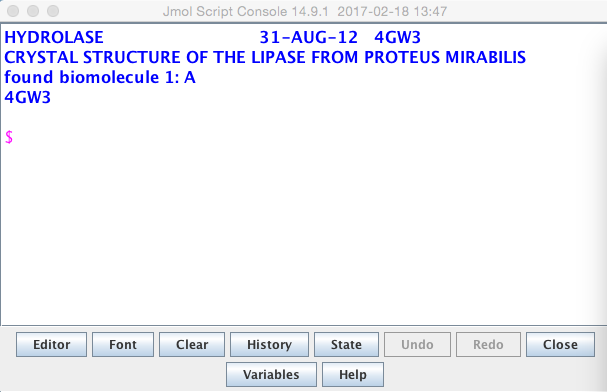 Jmol Script Console 14.9.1  2017-02-18 13:47
HYDROLASE                               31-AUG-12   4GW3
CRYSTAL STRUCTURE OF THE LIPASE FROM PROTEUS MIRABILIS
found biomolecule 1: A
4GW3
$
Editor Font Clear History State Undo Redo Close
Variables Help